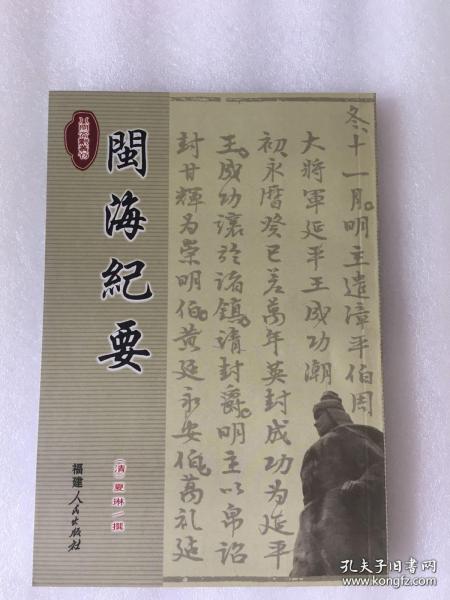 閩海紀要
(清)夏琳/撰
福建人民出版社
冬十一月。明主遣漳平伯周
大將軍延平王成功潮
初永曆癸巳差萬年英封成功為延平
王。成功讓於諸鎮。請封爵。明主以帛詔
封甘輝為崇明伯。黃廷永安伯。萬礼延
孔夫子旧书网
www.kongfz.com